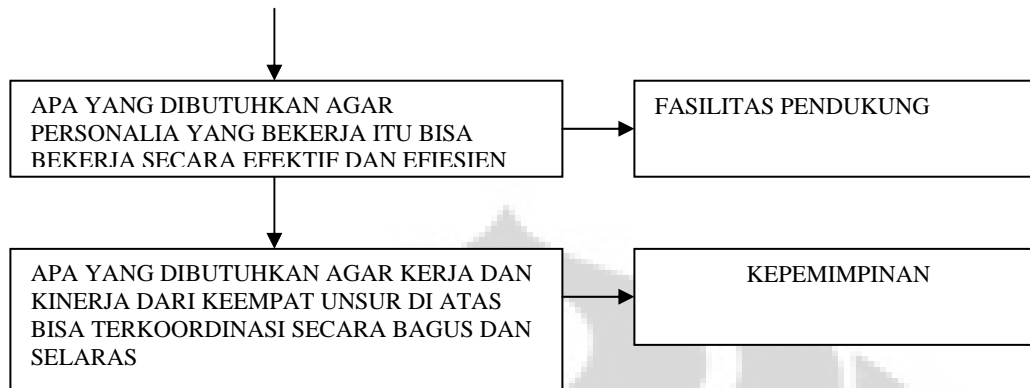 APA YANG DIBUTUHKAN AGAR
PERSONALIA YANG BEKERJA ITU BISA
BEKERJA SECARA EFEKTIF DAN EFIESIEN
FASILITAS PENDUKUNG
APA YANG DIBUTUHKAN AGAR KERJA DAN
KINERJA DARI KEEMPAT UNSUR DI ATAS
BISA TERKOORDINASI SECARA BAGUS DAN
SELARAS
KEPEMIMPINAN